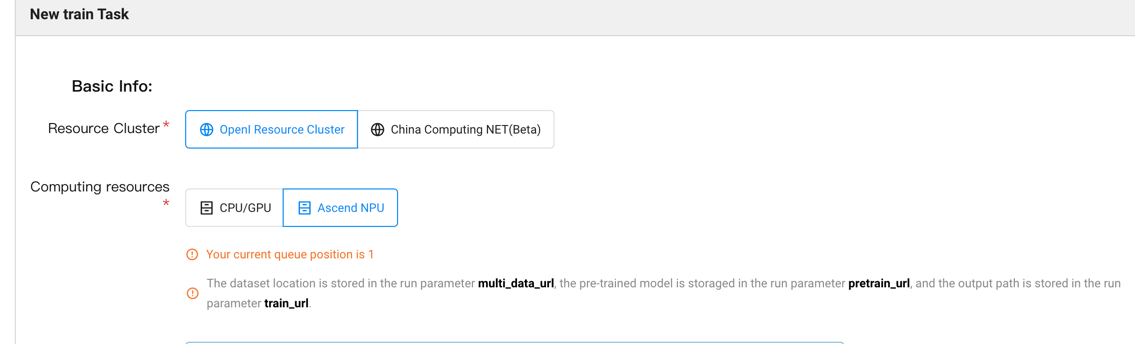 New train Task
Basic Info:
Resource Cluster *
OpenI Resource Cluster
China Computing NET(Beta)
Computing resources
*
CPU/GPU
Ascend NPU
Your current queue position is 1
The dataset location is stored in the run parameter multi_data_url, the pre-trained model is storaged in the run parameter pretrain_url, and the output path is stored in the run
parameter train_url.